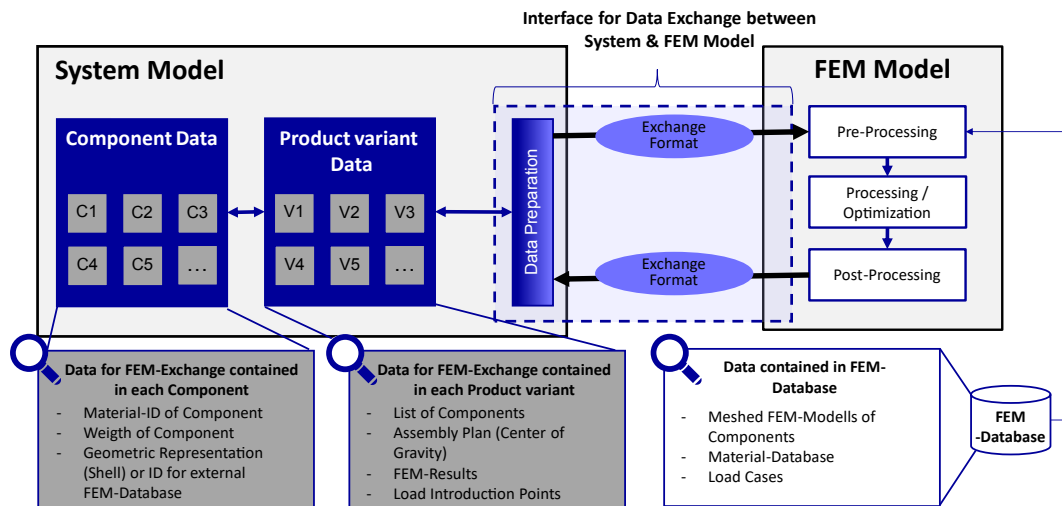 Interface for Data Exchange between
System & FEM Model
System Model
FEM Model
Component Data
C1
C2
C3
C4
C5
...
Product variant
Data
V1
V2
V3
V4
V5
...
Data Preparation
Exchange
Format
Exchange
Format
Pre-Processing
Processing /
Optimization
Post-Processing
Data for FEM-Exchange contained
in each Component
- Material-ID of Component
- Weigth of Component
- Geometric Representation
(Shell) or ID for external
FEM-Database
Data for FEM-Exchange contained
in each Product variant
- List of Components
- Assembly Plan (Center of
Gravity)
- FEM-Results
- Load Introduction Points
Data contained in FEM-
Database
- Meshed FEM-Modells of
Components
- Material-Database
- Load Cases
FEM
-Database